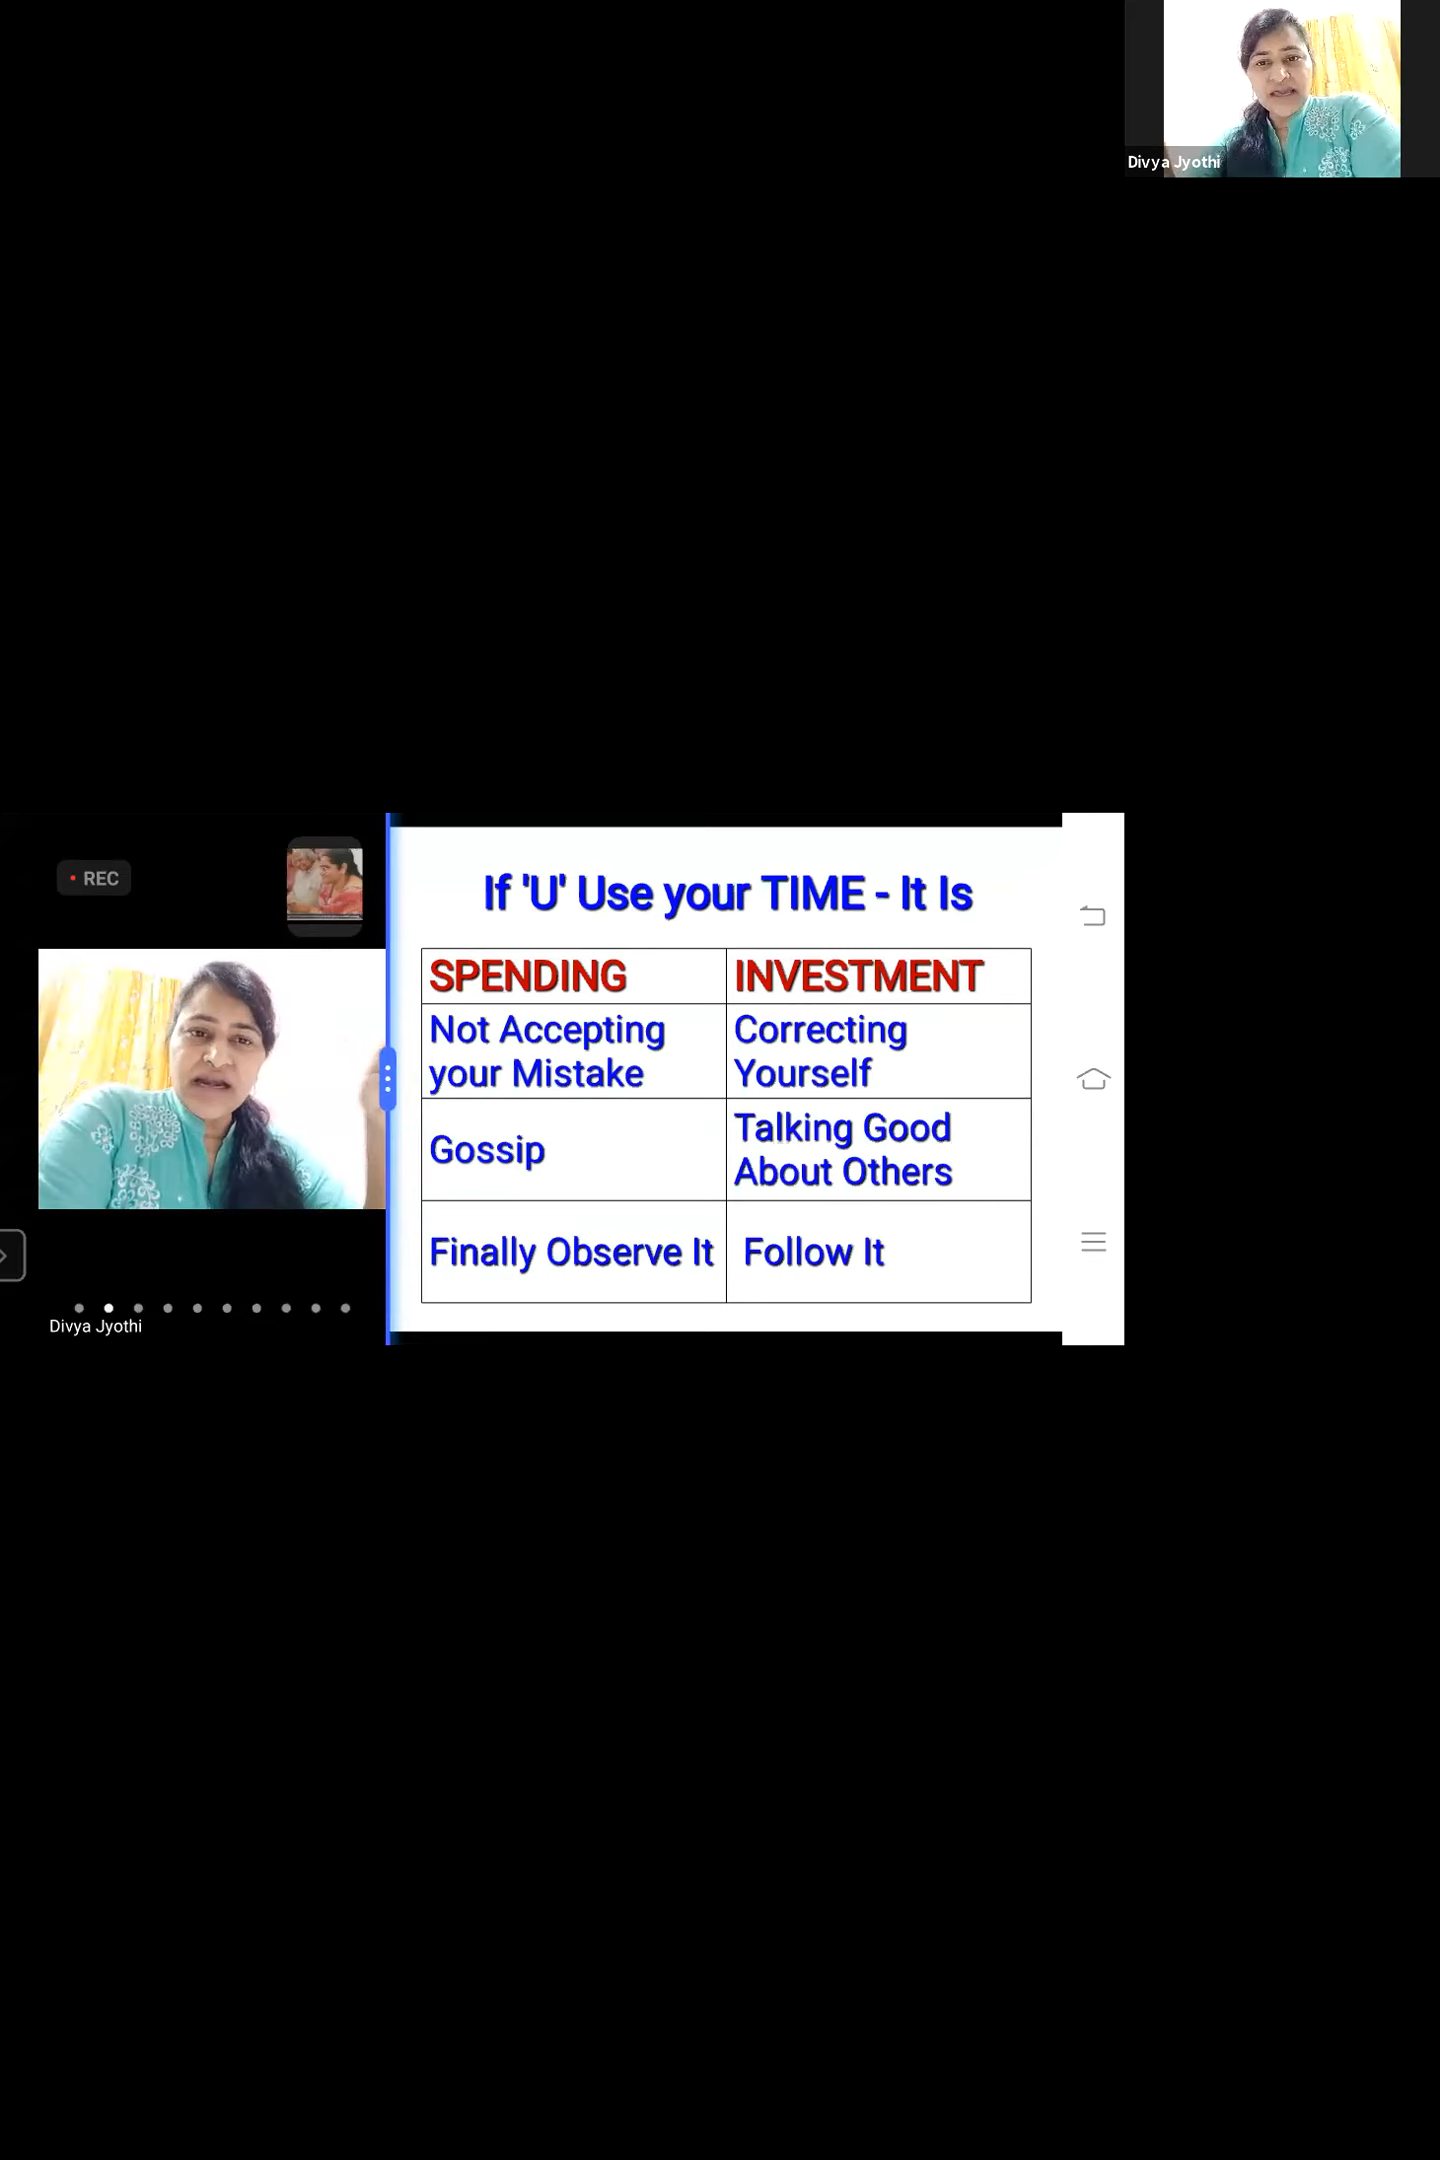 Divya Jyothi
REC
If 'U' Use your TIME - It Is
SPENDING
INVESTMENT
Not Accepting
your Mistake
Correcting
Yourself
Gossip
Talking Good
About Others
Finally Observe It
Follow It
Divya Jyothi